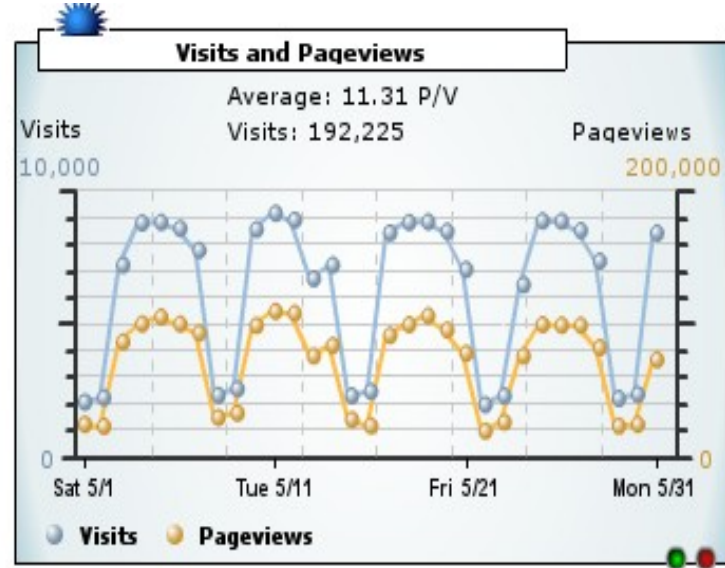 Visits and Pageviews
Average: 11.31 P/V
Visits: 192,225
Visits
Pageviews
10,000
200,000
0
0
Sat 5/1
Tue 5/11
Fri 5/21
Mon 5/31
Visits
Pageviews